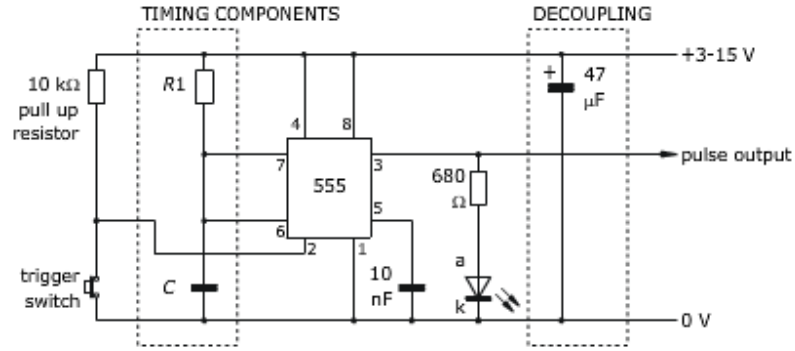 TIMING COMPONENTS
DECOUPLING
+3-15 V
10 kΩ
pull up
resistor
R1
+
47
μF
4
8
7
3
pulse output
555
680
Ω
5
6
2
1
trigger
switch
C
10
nF
a
k
0 V